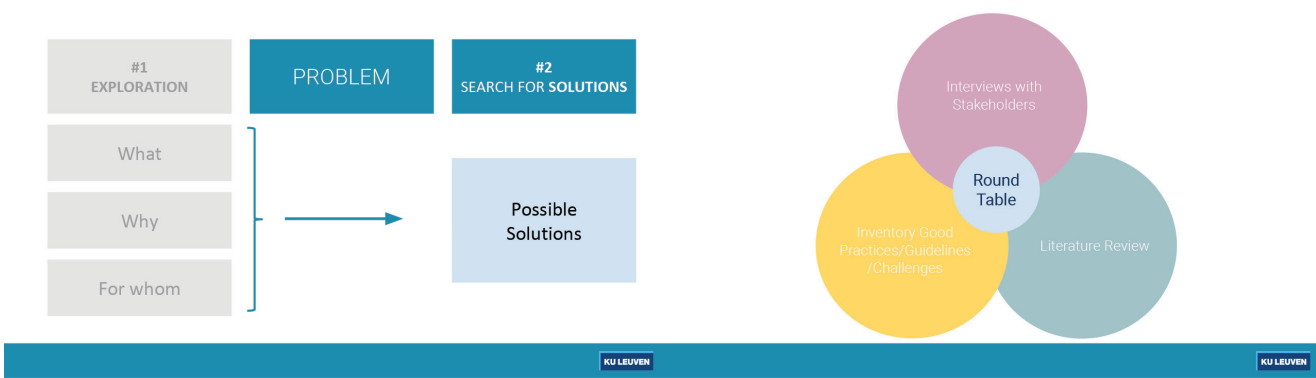 #1
EXPLORATION
PROBLEM
#2
SEARCH FOR SOLUTIONS
What
Why
For whom
Possible
Solutions
KU LEUVEN
Interviews with
Stakeholders
Round
Table
Inventory Good
Practices/Guidelines
/Challenges
Literature Review
KU LEUVEN